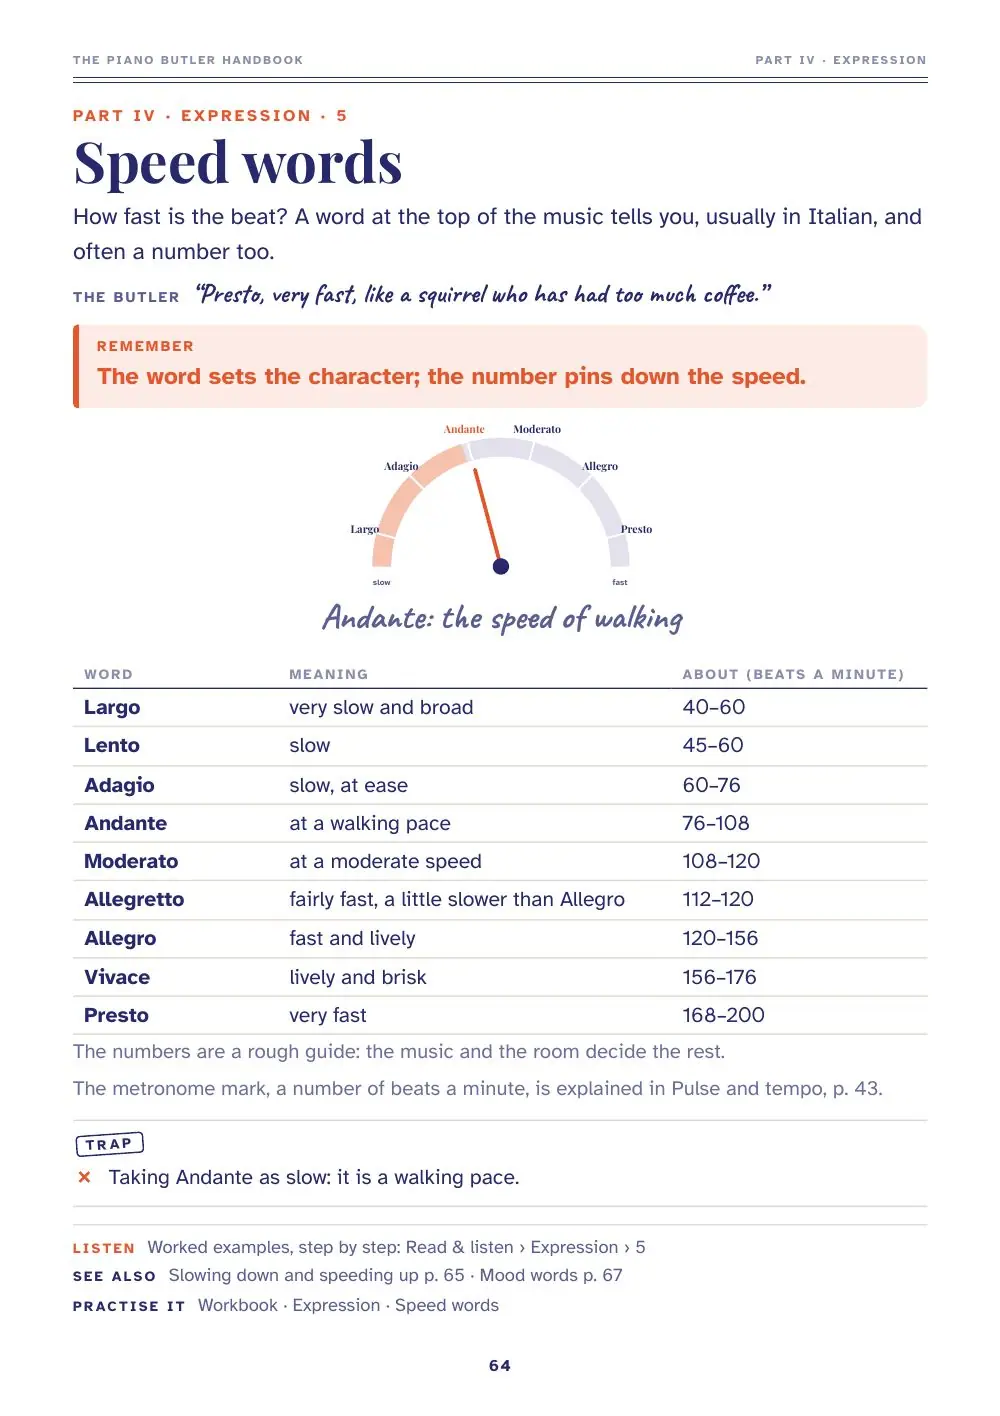 THE PIANO BUTLER HANDBOOK
PART IV · EXPRESSION
PART IV · EXPRESSION · 5
Speed words
How fast is the beat? A word at the top of the music tells you, usually in Italian, and
often a number too.
THE BUTLER “Presto, very fast, like a squirrel who has had too much coffee.”
REMEMBER
The word sets the character; the number pins down the speed.
Andante Moderato
Adagio Allegro
Largo Presto
slow fast
Andante: the speed of walking
WORD MEANING ABOUT (BEATS A MINUTE)
Largo very slow and broad 40–60
Lento slow 45–60
Adagio slow, at ease 60–76
Andante at a walking pace 76–108
Moderato at a moderate speed 108–120
Allegretto fairly fast, a little slower than Allegro 112–120
Allegro fast and lively 120–156
Vivace lively and brisk 156–176
Presto very fast 168–200
The numbers are a rough guide: the music and the room decide the rest.
The metronome mark, a number of beats a minute, is explained in Pulse and tempo, p. 43.
TRAP
× Taking Andante as slow: it is a walking pace.
LISTEN Worked examples, step by step: Read & listen › Expression › 5
SEE ALSO Slowing down and speeding up p. 65 · Mood words p. 67
PRACTISE IT Workbook · Expression · Speed words
64